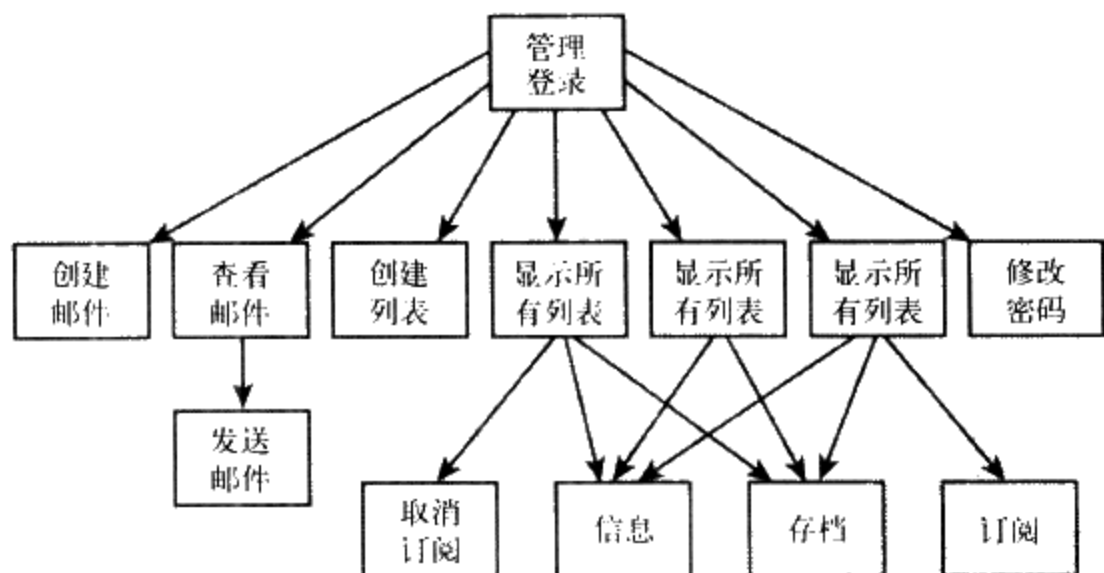 管理
登录
创建
邮件
查看
邮件
创建
列表
显示所
有列表
显示所
有列表
显示所
有列表
修改
密码
发送
邮件
取消
订阅
信息
存档
订阅